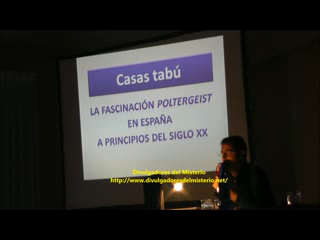 Casas tabú
LA FASCINACIÓN POLTERGEIST
EN ESPAÑA
A PRINCIPIOS DEL SIGLO XX
Divulgadores del Misterio
http://www.divulgadoresdelmisterio.net/